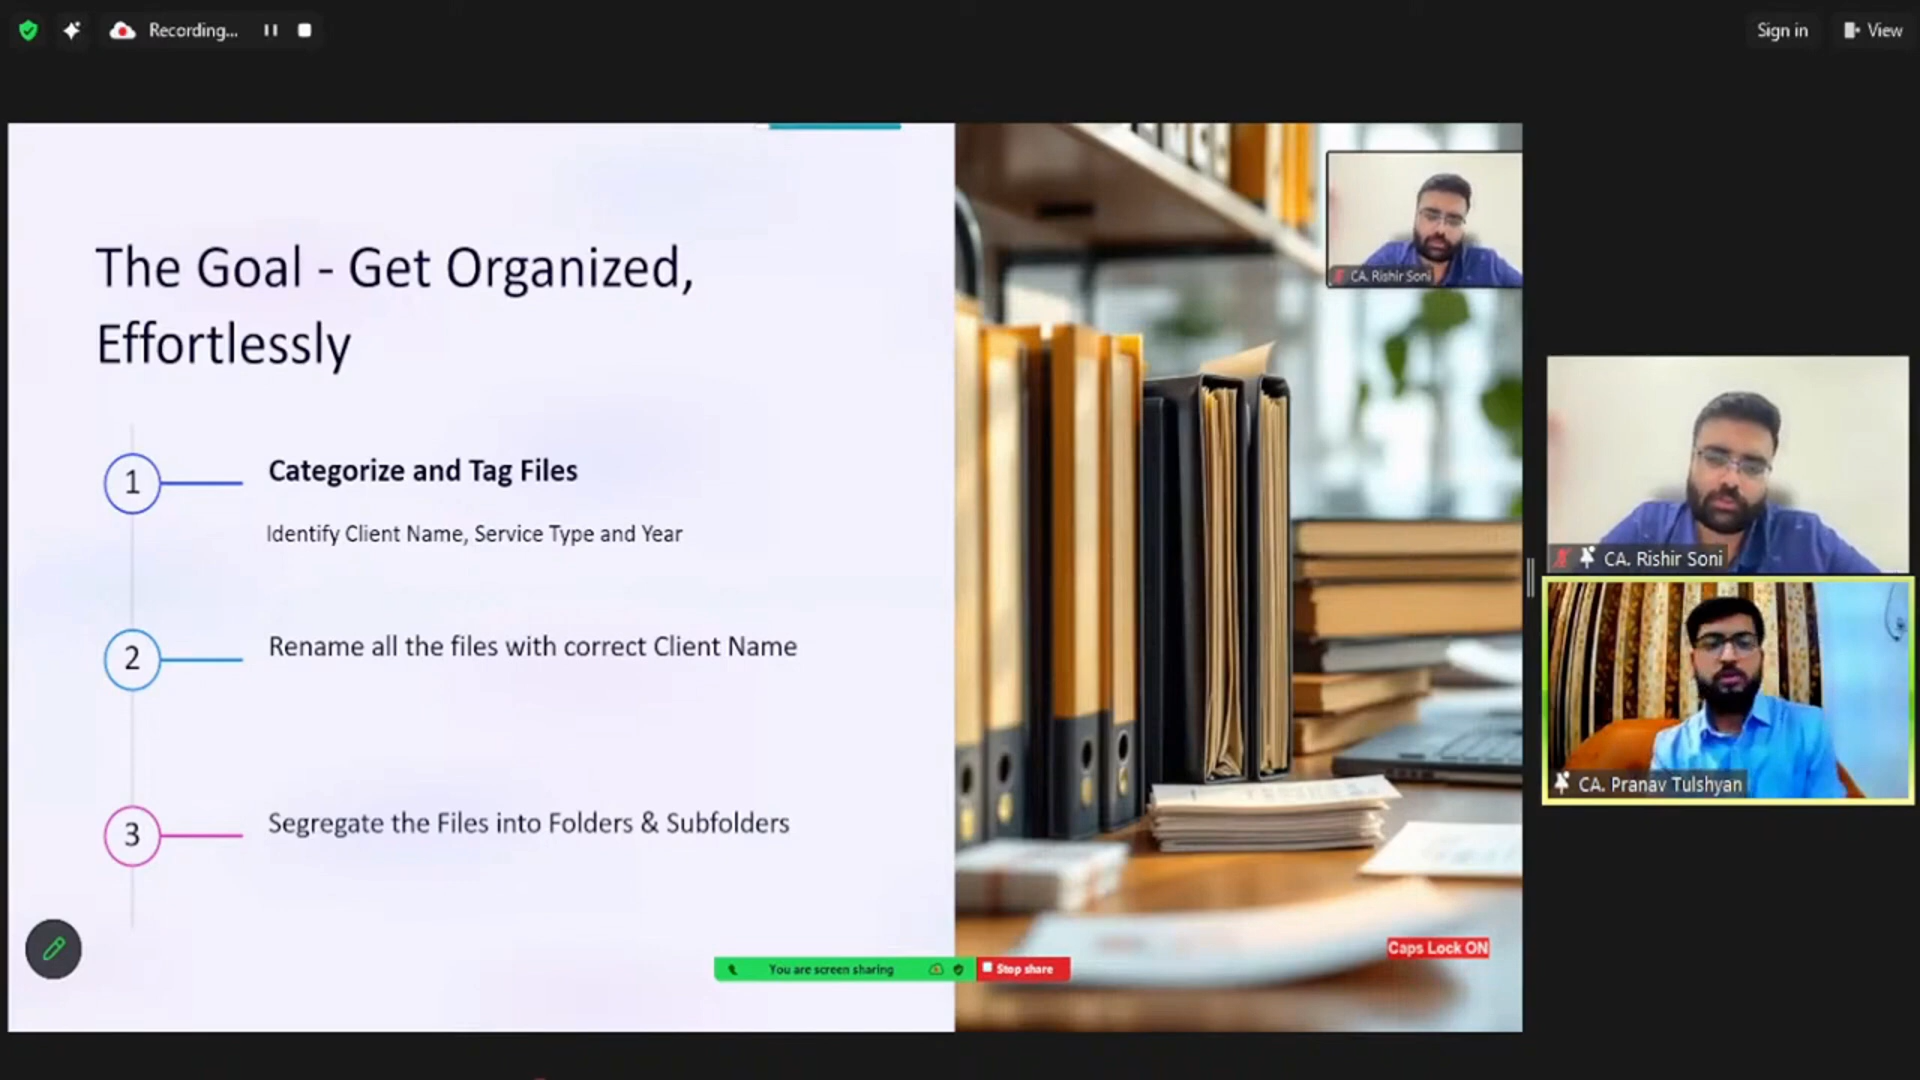 Recording...
Sign in
View
The Goal - Get Organized,
Effortlessly
1
Categorize and Tag Files
Identify Client Name, Service Type and Year
2
Rename all the files with correct Client Name
3
Segregate the Files into Folders & Subfolders
CA. Rishir Soni
CA. Rishir Soni
CA. Pranav Tulshyan
Caps Lock ON
You are screen sharing
Stop share